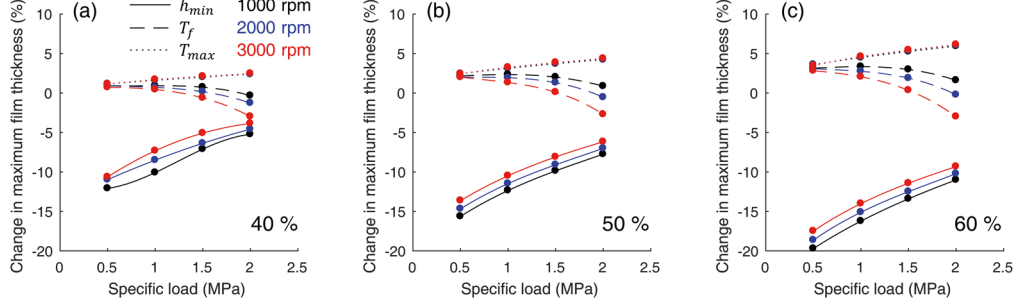 (a)
h_min 1000 rpm
T_f 2000 rpm
T_max 3000 rpm
Change in maximum film thickness (%)
10
5
0
-5
-10
-15
-20
40 %
0 0.5 1 1.5 2 2.5
Specific load (MPa)
(b)
Change in maximum film thickness (%)
10
5
0
-5
-10
-15
-20
50 %
0 0.5 1 1.5 2 2.5
Specific load (MPa)
(c)
Change in maximum film thickness (%)
10
5
0
-5
-10
-15
-20
60 %
0 0.5 1 1.5 2 2.5
Specific load (MPa)